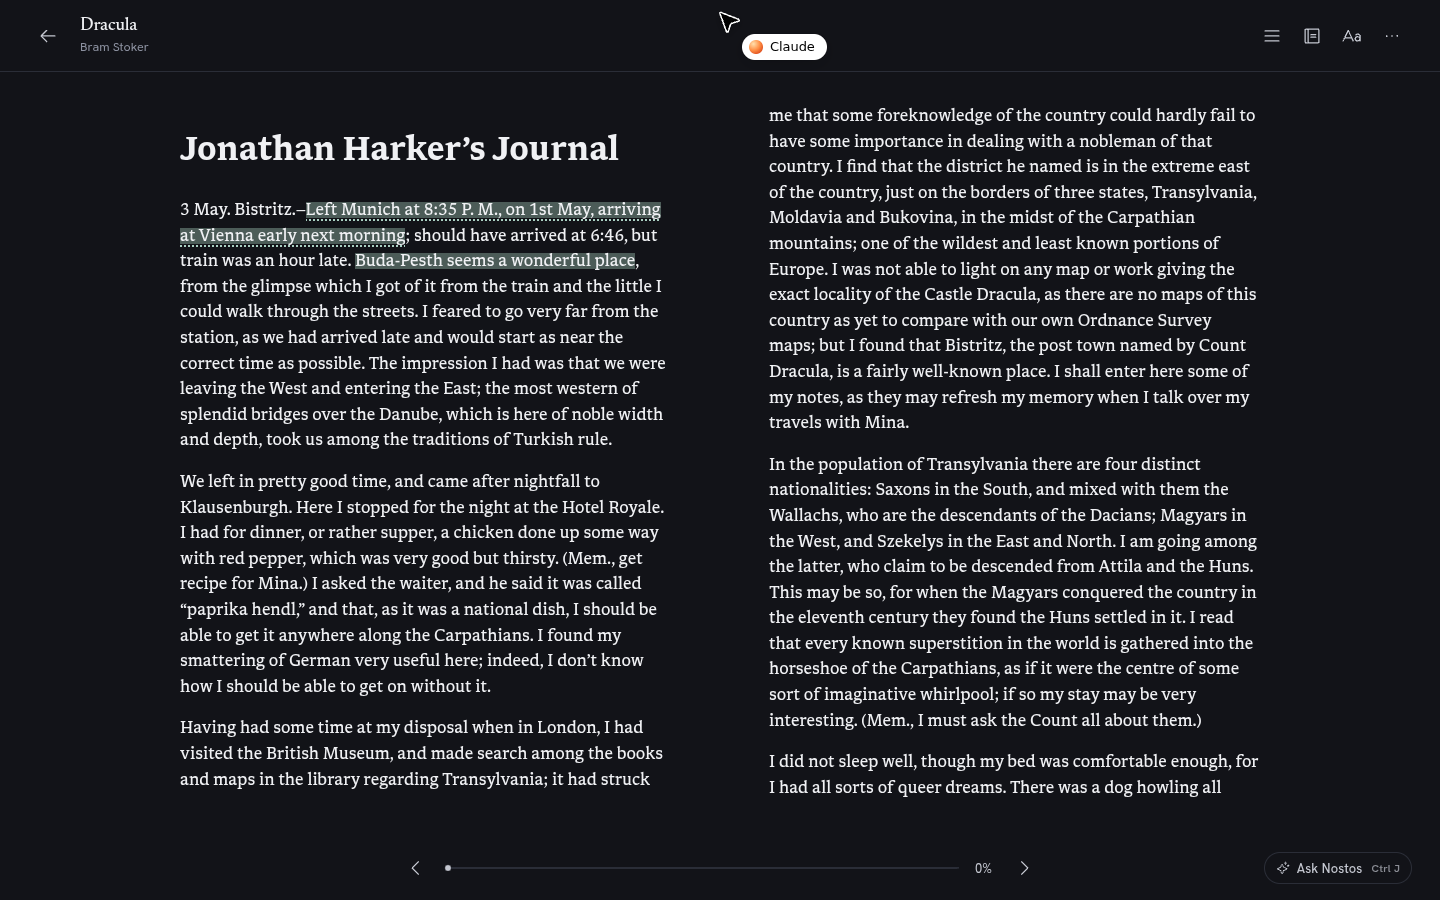 Dracula
Bram Stoker
Claude
Aa
Jonathan Harker’s Journal
3 May. Bistritz.–Left Munich at 8:35 P. M., on 1st May, arriving
at Vienna early next morning; should have arrived at 6:46, but
train was an hour late. Buda-Pesth seems a wonderful place,
from the glimpse which I got of it from the train and the little I
could walk through the streets. I feared to go very far from the
station, as we had arrived late and would start as near the
correct time as possible. The impression I had was that we were
leaving the West and entering the East; the most western of
splendid bridges over the Danube, which is here of noble width
and depth, took us among the traditions of Turkish rule.
We left in pretty good time, and came after nightfall to
Klausenburgh. Here I stopped for the night at the Hotel Royale.
I had for dinner, or rather supper, a chicken done up some way
with red pepper, which was very good but thirsty. (Mem., get
recipe for Mina.) I asked the waiter, and he said it was called
“paprika hendl,” and that, as it was a national dish, I should be
able to get it anywhere along the Carpathians. I found my
smattering of German very useful here; indeed, I don’t know
how I should be able to get on without it.
Having had some time at my disposal when in London, I had
visited the British Museum, and made search among the books
and maps in the library regarding Transylvania; it had struck
me that some foreknowledge of the country could hardly fail to
have some importance in dealing with a nobleman of that
country. I find that the district he named is in the extreme east
of the country, just on the borders of three states, Transylvania,
Moldavia and Bukovina, in the midst of the Carpathian
mountains; one of the wildest and least known portions of
Europe. I was not able to light on any map or work giving the
exact locality of the Castle Dracula, as there are no maps of this
country as yet to compare with our own Ordnance Survey
maps; but I found that Bistritz, the post town named by Count
Dracula, is a fairly well-known place. I shall enter here some of
my notes, as they may refresh my memory when I talk over my
travels with Mina.
In the population of Transylvania there are four distinct
nationalities: Saxons in the South, and mixed with them the
Wallachs, who are the descendants of the Dacians; Magyars in
the West, and Szekelys in the East and North. I am going among
the latter, who claim to be descended from Attila and the Huns.
This may be so, for when the Magyars conquered the country in
the eleventh century they found the Huns settled in it. I read
that every known superstition in the world is gathered into the
horseshoe of the Carpathians, as if it were the centre of some
sort of imaginative whirlpool; if so my stay may be very
interesting. (Mem., I must ask the Count all about them.)
I did not sleep well, though my bed was comfortable enough, for
I had all sorts of queer dreams. There was a dog howling all
0%
Ask Nostos Ctrl J